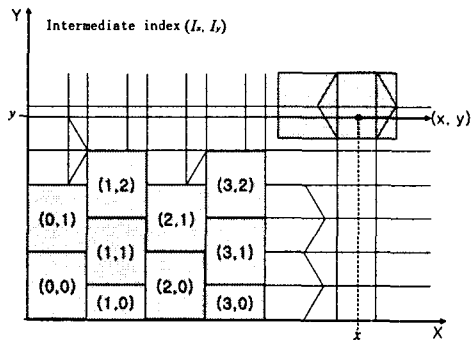 Y
Intermediate index (Iₓ, Iᵧ)
y
(x, y)
(1,2)
(3,2)
(0,1)
(2,1)
(1,1)
(3,1)
(0,0)
(2,0)
(1,0)
(3,0)
x
X